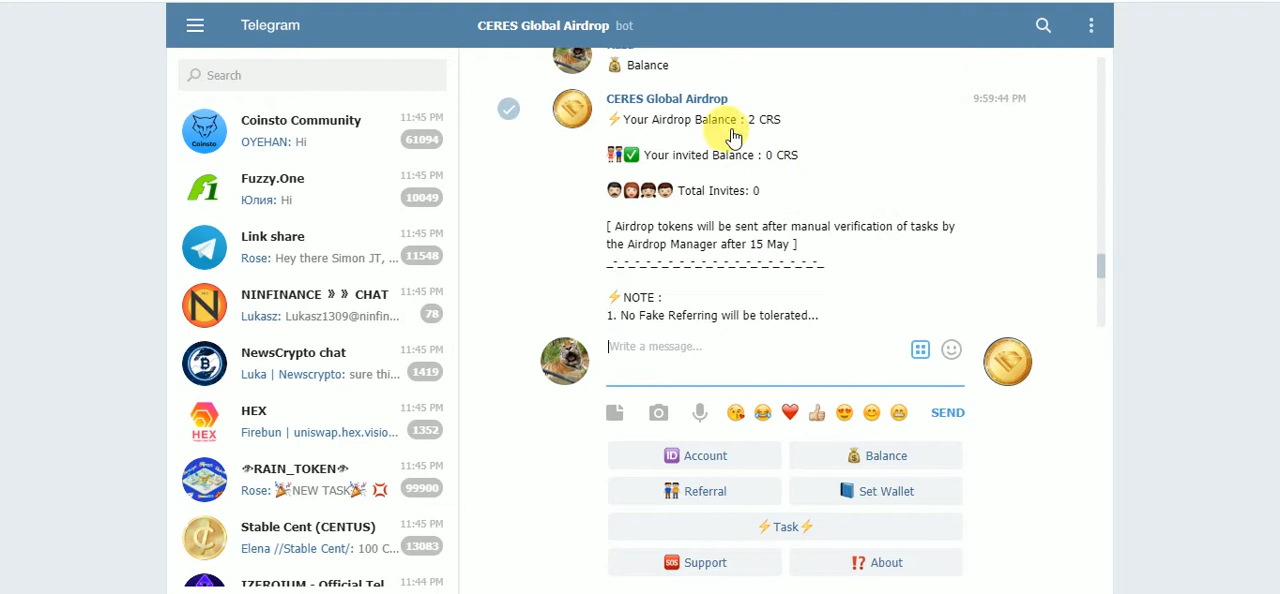 Telegram
CERES Global Airdrop bot
Search
Coinsto Community 11:45 PM
OYEHAN: Hi 61094
Fuzzy.One 11:45 PM
Юлия: Hi 10049
Link share 11:45 PM
Rose: Hey there Simon JT, ... 11548
NINFINANCE 》》 CHAT 11:45 PM
Lukasz: Lukasz1309@ninfin... 78
NewsCrypto chat 11:45 PM
Luka | Newscrypto: sure thi... 1419
HEX 11:45 PM
Firebun | uniswap.hex.visio... 1352
👁RAIN_TOKEN👁 11:45 PM
Rose: 🎉NEW TASK🎉 💢 99900
Stable Cent (CENTUS) 11:45 PM
Elena //Stable Cent/: 100 C... 13083
IZEROIUM - Official Tel 11:44 PM
💰 Balance
CERES Global Airdrop 9:59:44 PM
⚡Your Airdrop Balance : 2 CRS
👫✅ Your invited Balance : 0 CRS
👨👩👧👦 Total Invites: 0
[ Airdrop tokens will be sent after manual verification of tasks by
the Airdrop Manager after 15 May ]
_-_-_-_-_-_-_-_-_-_-_-_-_-_-_-_-_-_-_
⚡NOTE :
1. No Fake Referring will be tolerated...
Write a message...
SEND
🆔 Account
💰 Balance
👬 Referral
📘 Set Wallet
⚡Task⚡
🆘 Support
⁉ About
Coinsto
HEX